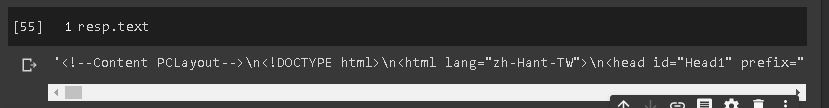 [55] 1 resp.text
'<!--Content PCLayout-->\n<!DOCTYPE html>\n<html lang="zh-Hant-TW">\n<head id="Head1" prefix="